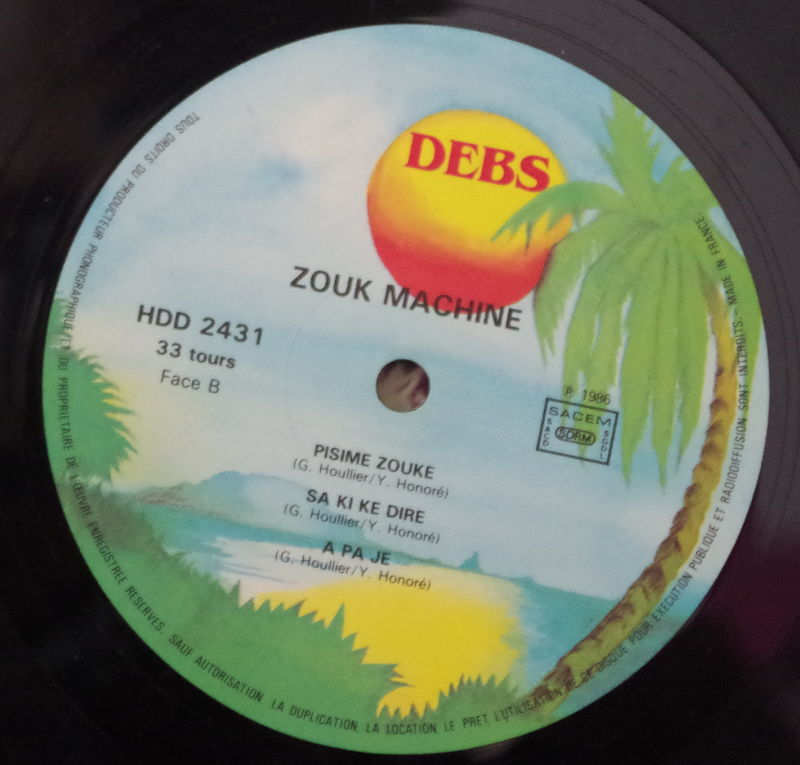 DEBS
ZOUK MACHINE
HDD 2431
33 tours
Face B
℗ 1986
SACEM
SACD
SDRM
SGDL
PISIME ZOUKE
(G. Houllier/Y. Honoré)
SA KI KE DIRE
(G. Houllier/Y. Honoré)
A PA JE
(G. Houllier/Y. Honoré)
TOUS DROITS DU PRODUCTEUR PHONOGRAPHIQUE ET DU PROPRIETAIRE DE L'ŒUVRE ENREGISTREE RESERVES. SAUF AUTORISATION LA DUPLICATION, LA LOCATION, LE PRET, L'UTILISATION DE CE DISQUE POUR EXECUTION PUBLIQUE ET RADIODIFFUSION SONT INTERDITS. - MADE IN FRANCE